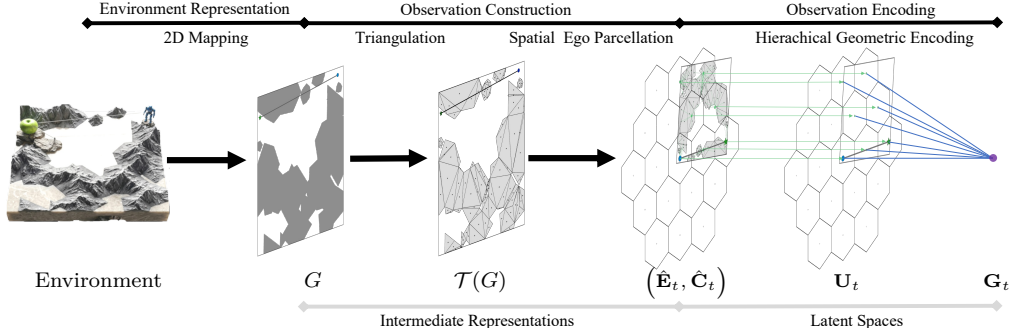 Environment Representation
Observation Construction
Observation Encoding
2D Mapping
Triangulation
Spatial Ego Parcellation
Hierachical Geometric Encoding
Environment
G
𝒯(G)
(Ê_t, Ĉ_t)
U_t
G_t
Intermediate Representations
Latent Spaces